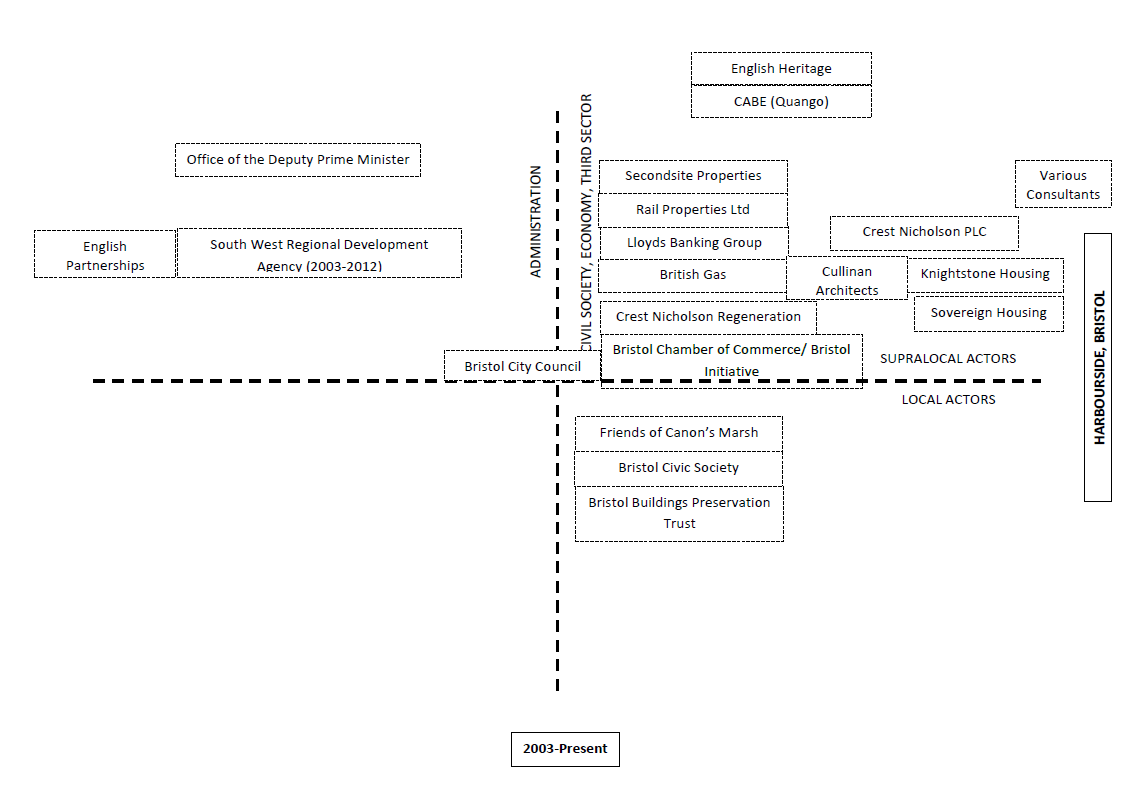 English Heritage
CABE (Quango)
Office of the Deputy Prime Minister
English
Partnerships
South West Regional Development
Agency (2003-2012)
ADMINISTRATION
CIVIL SOCIETY, ECONOMY, THIRD SECTOR
Secondsite Properties
Rail Properties Ltd
Lloyds Banking Group
British Gas
Crest Nicholson Regeneration
Bristol Chamber of Commerce/ Bristol
Initiative
Various
Consultants
Crest Nicholson PLC
Cullinan
Architects
Knightstone Housing
Sovereign Housing
Bristol City Council
SUPRALOCAL ACTORS
LOCAL ACTORS
HARBOURSIDE, BRISTOL
Friends of Canon’s Marsh
Bristol Civic Society
Bristol Buildings Preservation
Trust
2003-Present